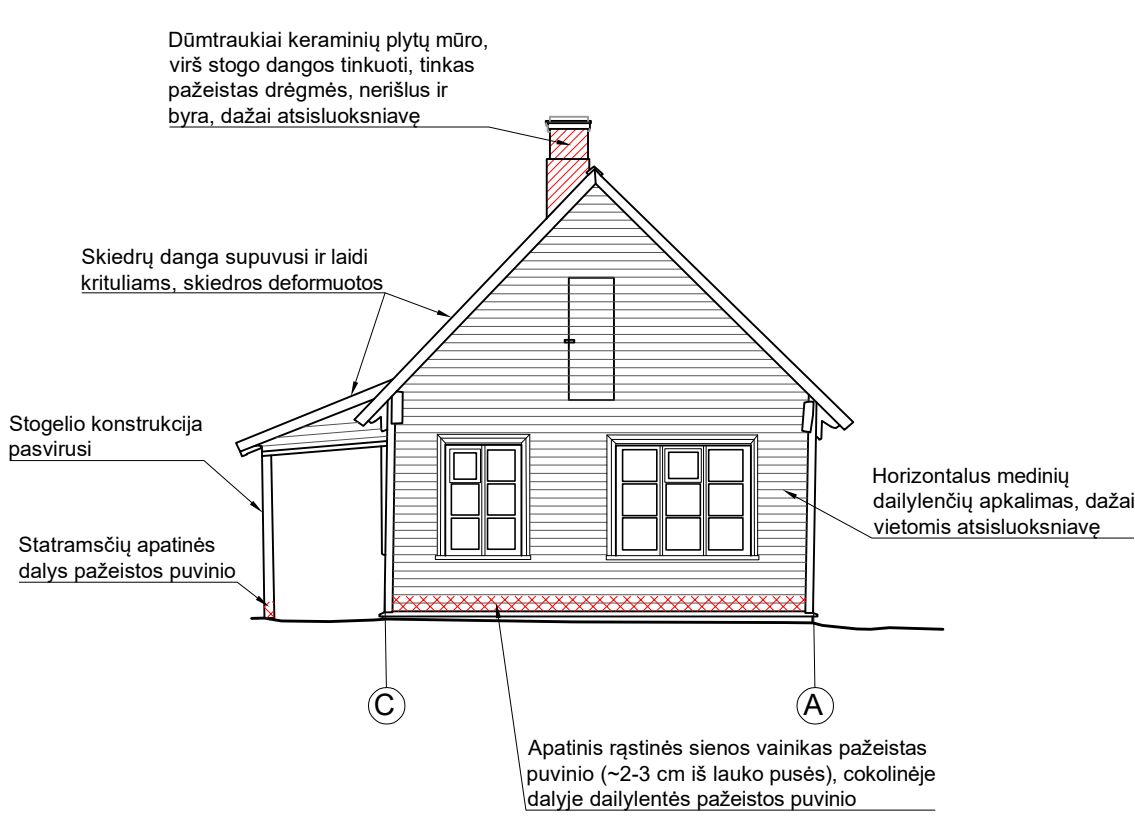 Dūmtraukiai keraminių plytų mūro,
virš stogo dangos tinkuoti, tinkas
pažeistas drėgmės, nerišlus ir
byra, dažai atsisluoksniavę
Skiedrų danga supuvusi ir laidi
krituliams, skiedros deformuotos
Stogelio konstrukcija
pasvirusi
Horizontalus medinių
dailylenčių apkalimas, dažai
vietomis atsisluoksniavę
Statramsčių apatinės
dalys pažeistos puvinio
C
A
Apatinis rąstinės sienos vainikas pažeistas
puvinio (~2-3 cm iš lauko pusės), cokolinėje
dalyje dailylentės pažeistos puvinio